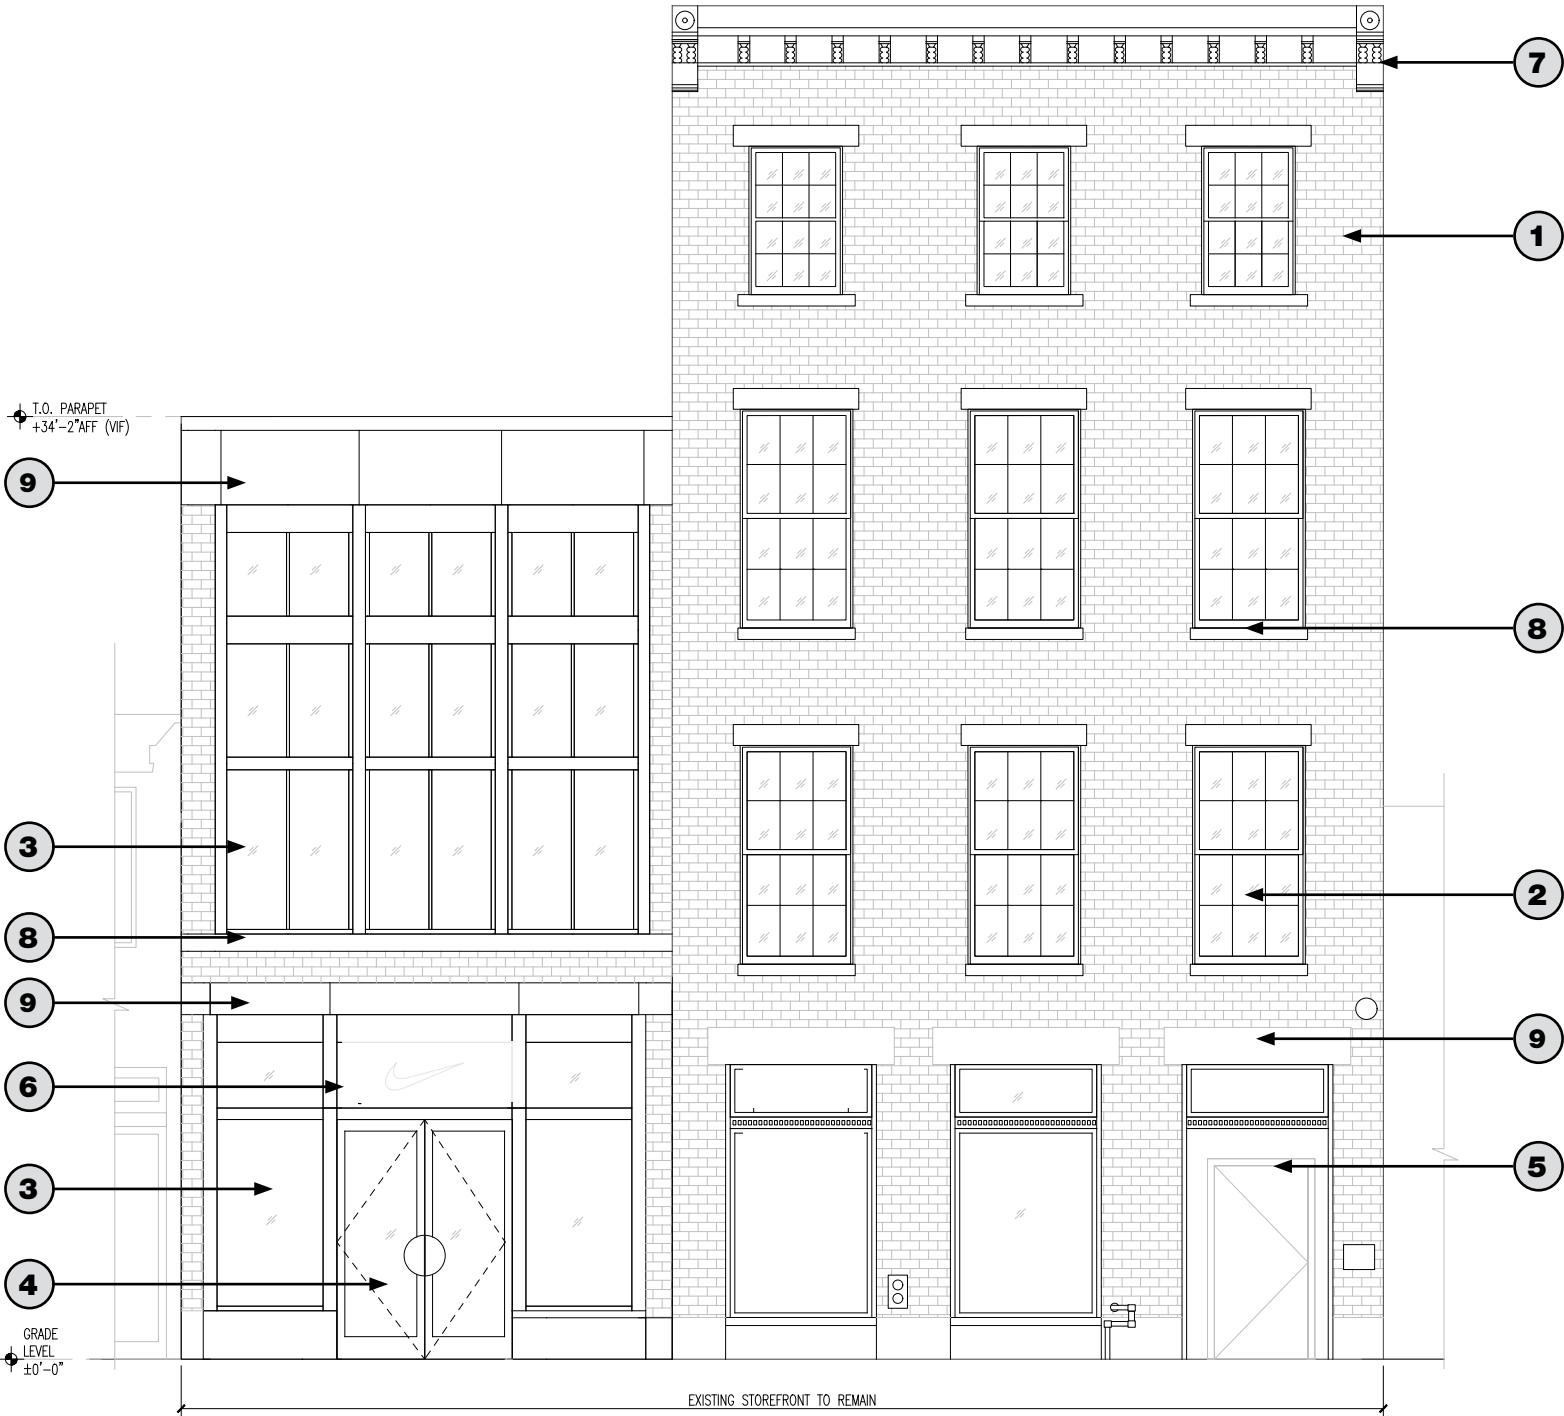 7
1
T.O. PARAPET
+34'-2"AFF (VIF)
9
8
3
2
8
9
9
6
5
3
4
GRADE
LEVEL
±0'-0"
EXISTING STOREFRONT TO REMAIN